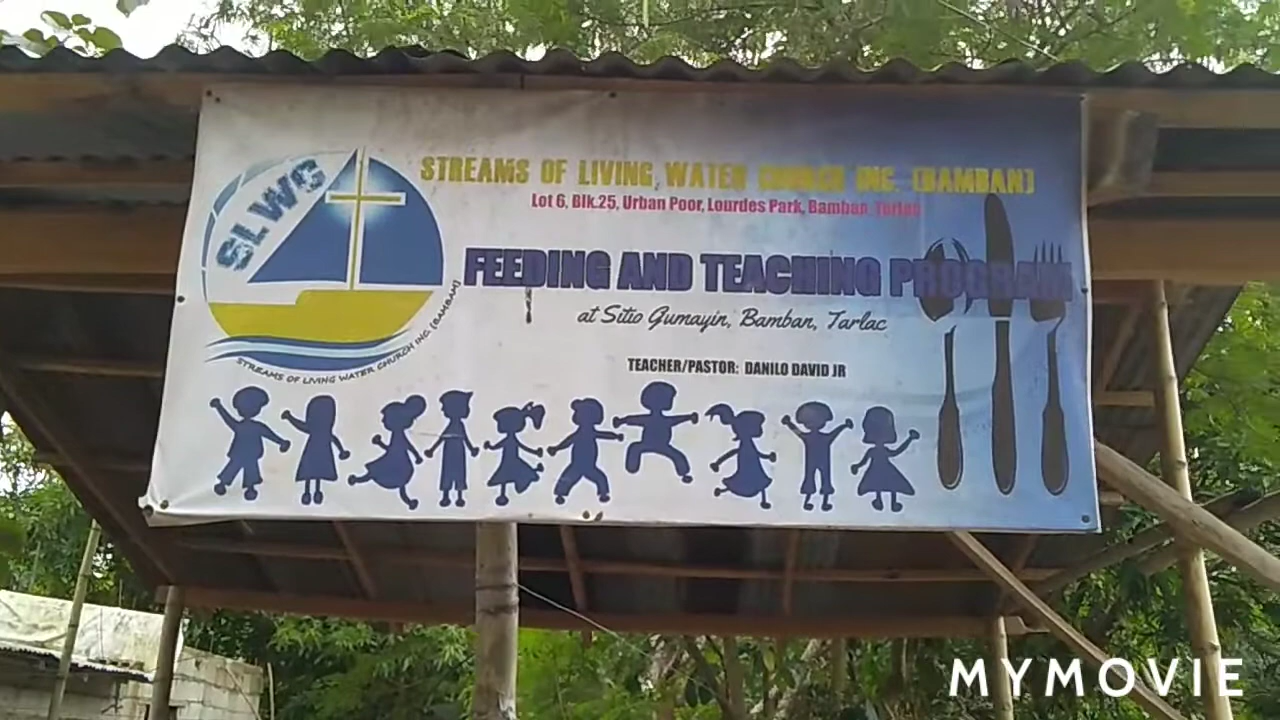 SLWC
STREAMS OF LIVING WATER CHURCH INC. (BAMBAN)
Lot 6, Blk.25, Urban Poor, Lourdes Park, Bamban, Tarlac
FEEDING AND TEACHING PROGRAM
at Sitio Gumayin, Bamban, Tarlac
STREAMS OF LIVING WATER CHURCH INC. (BAMBAM)
TEACHER/PASTOR: DANILO DAVID JR
MYMOVIE